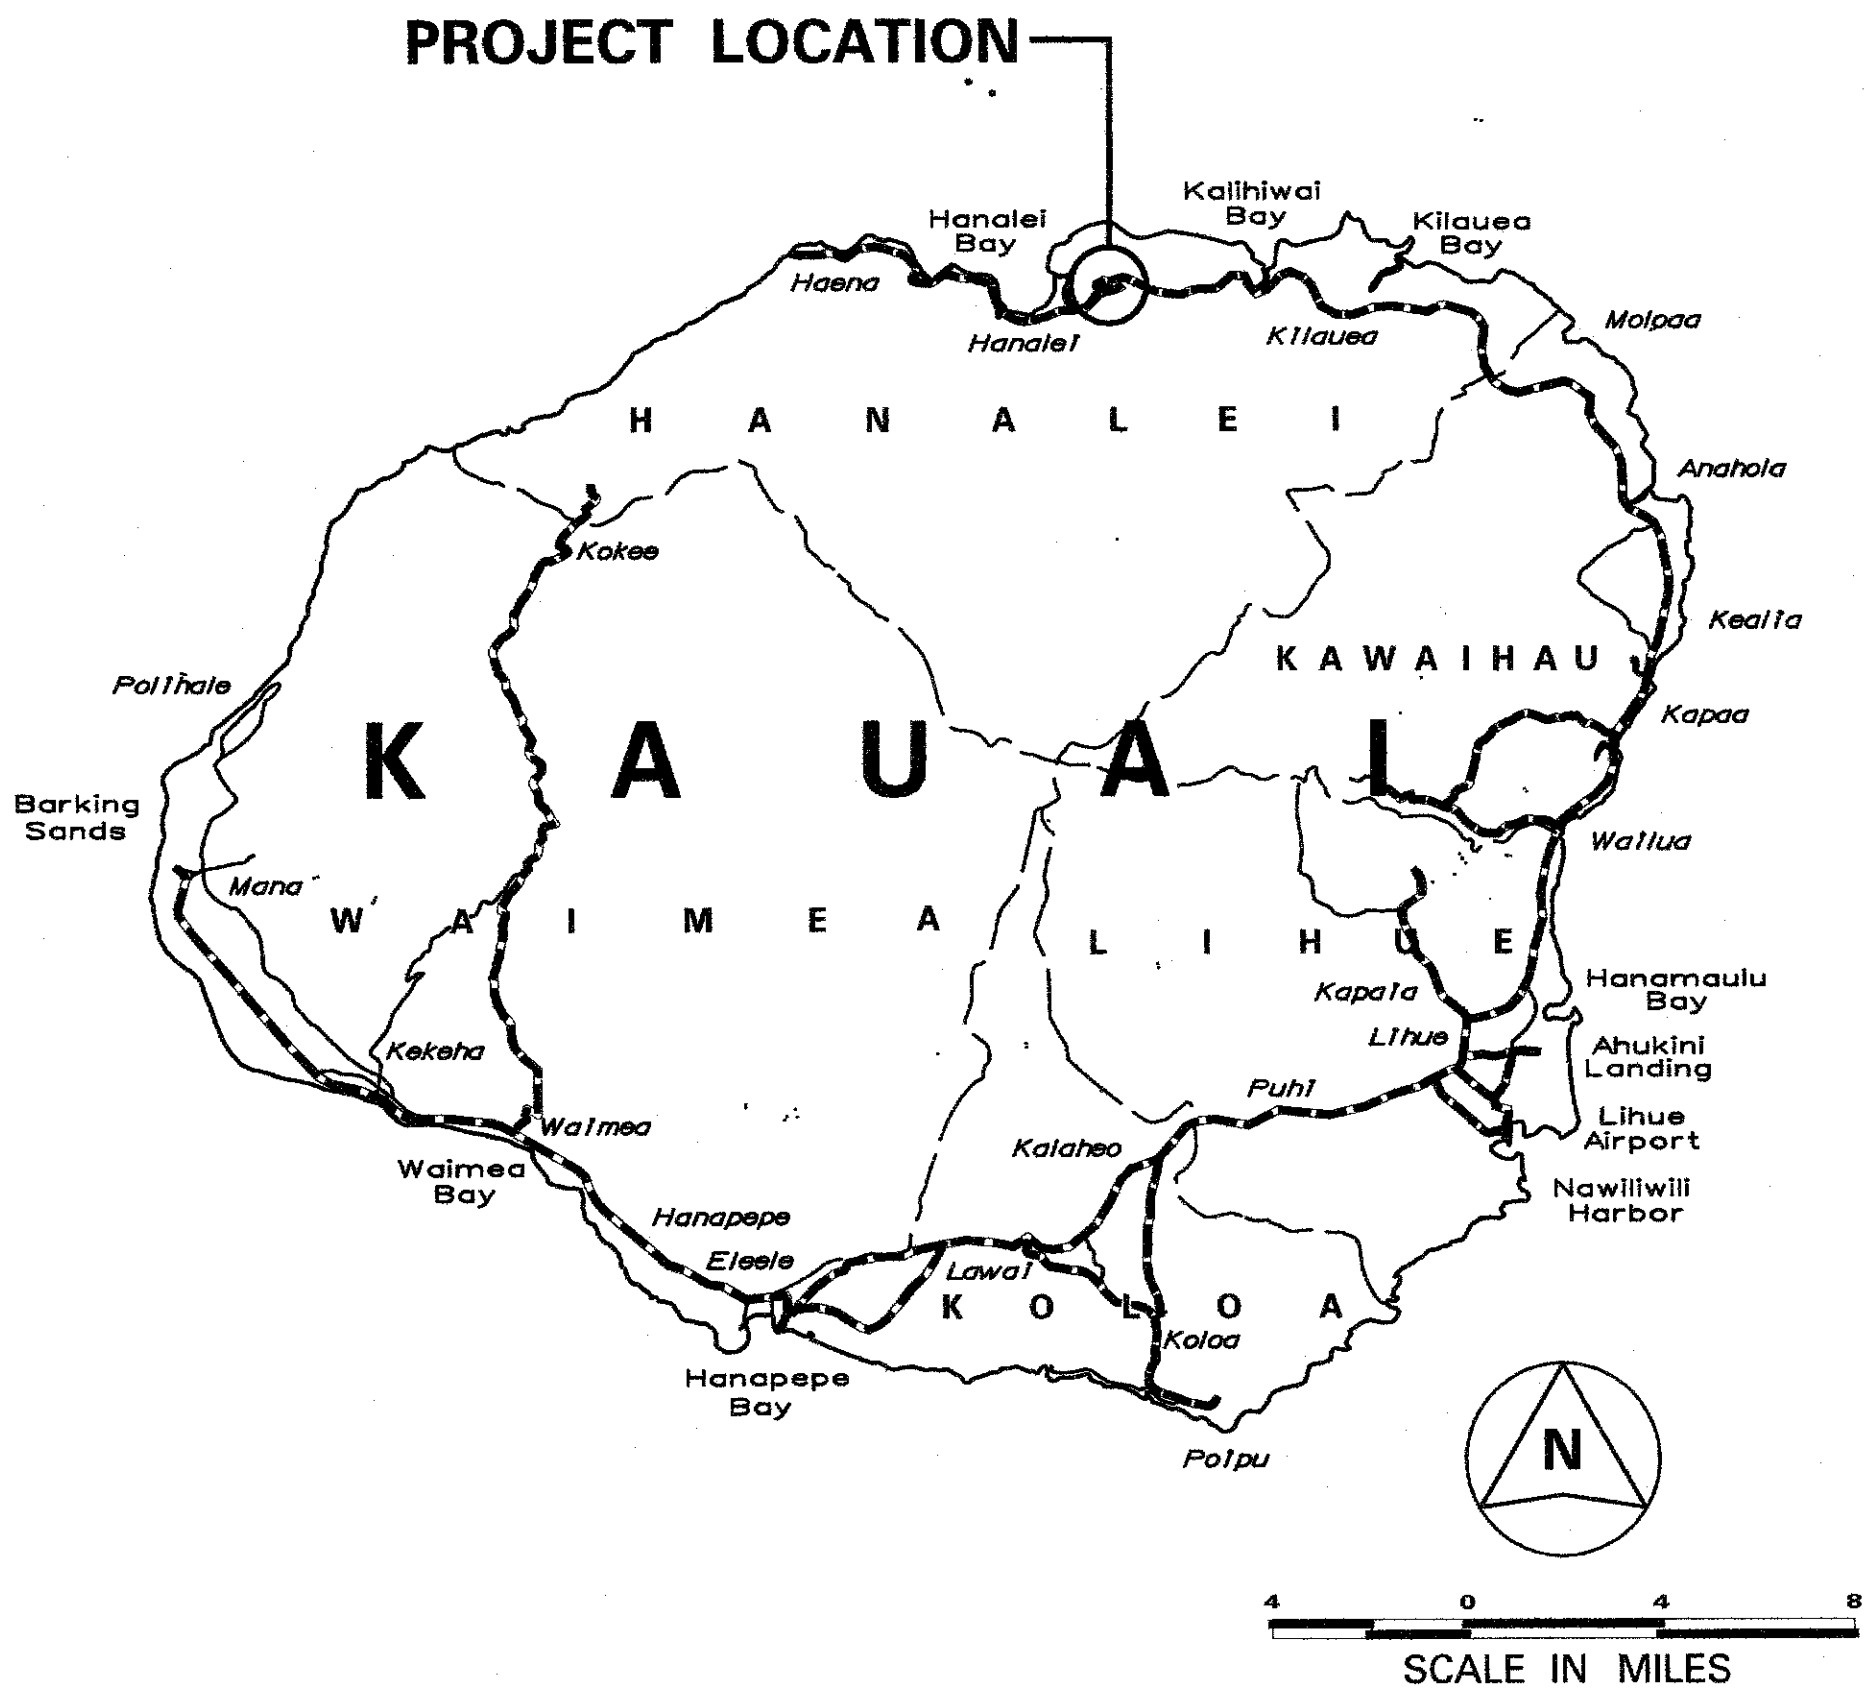 PROJECT LOCATION
Kalihiwai
Bay
Hanalei
Bay
Kilauea
Bay
Haena
Hanalei
Kilauea
Molpaa
H A N A L E I
Anahola
Kokee
Kealia
K A W A I H A U
Polihale
Kapaa
K A U A I
Barking
Sands
Wailua
Mana
W A I M E A
L I H U E
Kapaia
Hanamaulu
Bay
Lihue
Ahukini
Landing
Kekeha
Puhi
Lihue
Airport
Waimea
Kalaheo
Waimea
Bay
Nawiliwili
Harbor
Hanapepe
Eleele
Lawai
K O L O A
Koloa
Hanapepe
Bay
Poipu
N
4 0 4 8
SCALE IN MILES